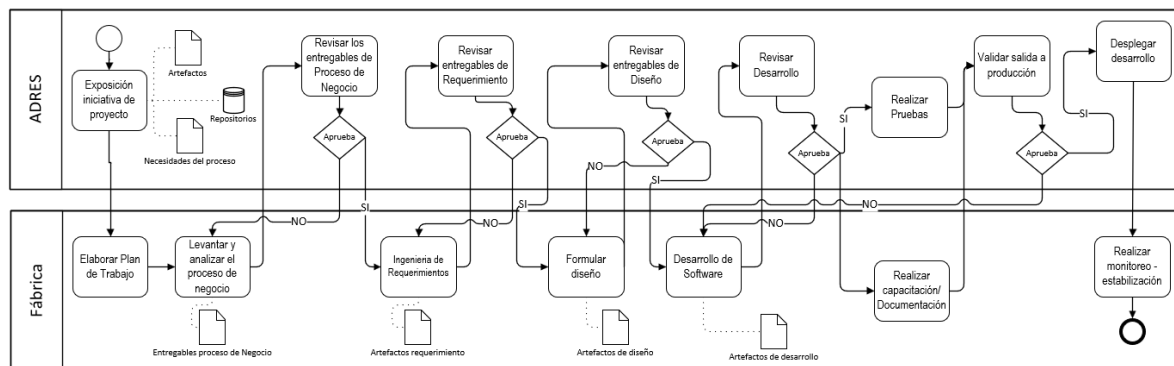 ADRES
Exposición
iniciativa de
proyecto
Artefactos
Repositorios
Necesidades del proceso
Revisar los
entregables de
Proceso de
Negocio
Aprueba
SI
NO
Revisar
entregables de
Requerimiento
Aprueba
SI
NO
Revisar
entregables de
Diseño
Aprueba
NO
SI
Revisar
Desarrollo
Aprueba
SI
NO
Realizar
Pruebas
Validar salida a
producción
Aprueba
SI
NO
Desplegar
desarrollo
Fábrica
Elaborar Plan
de Trabajo
Levantar y
analizar el
proceso de
negocio
Entregables proceso de Negocio
Ingenieria de
Requerimientos
Artefactos requerimiento
Formular
diseño
Artefactos de diseño
Desarrollo de
Software
Artefactos de desarrollo
Realizar
capacitación/
Documentación
Realizar
monitoreo -
estabilización